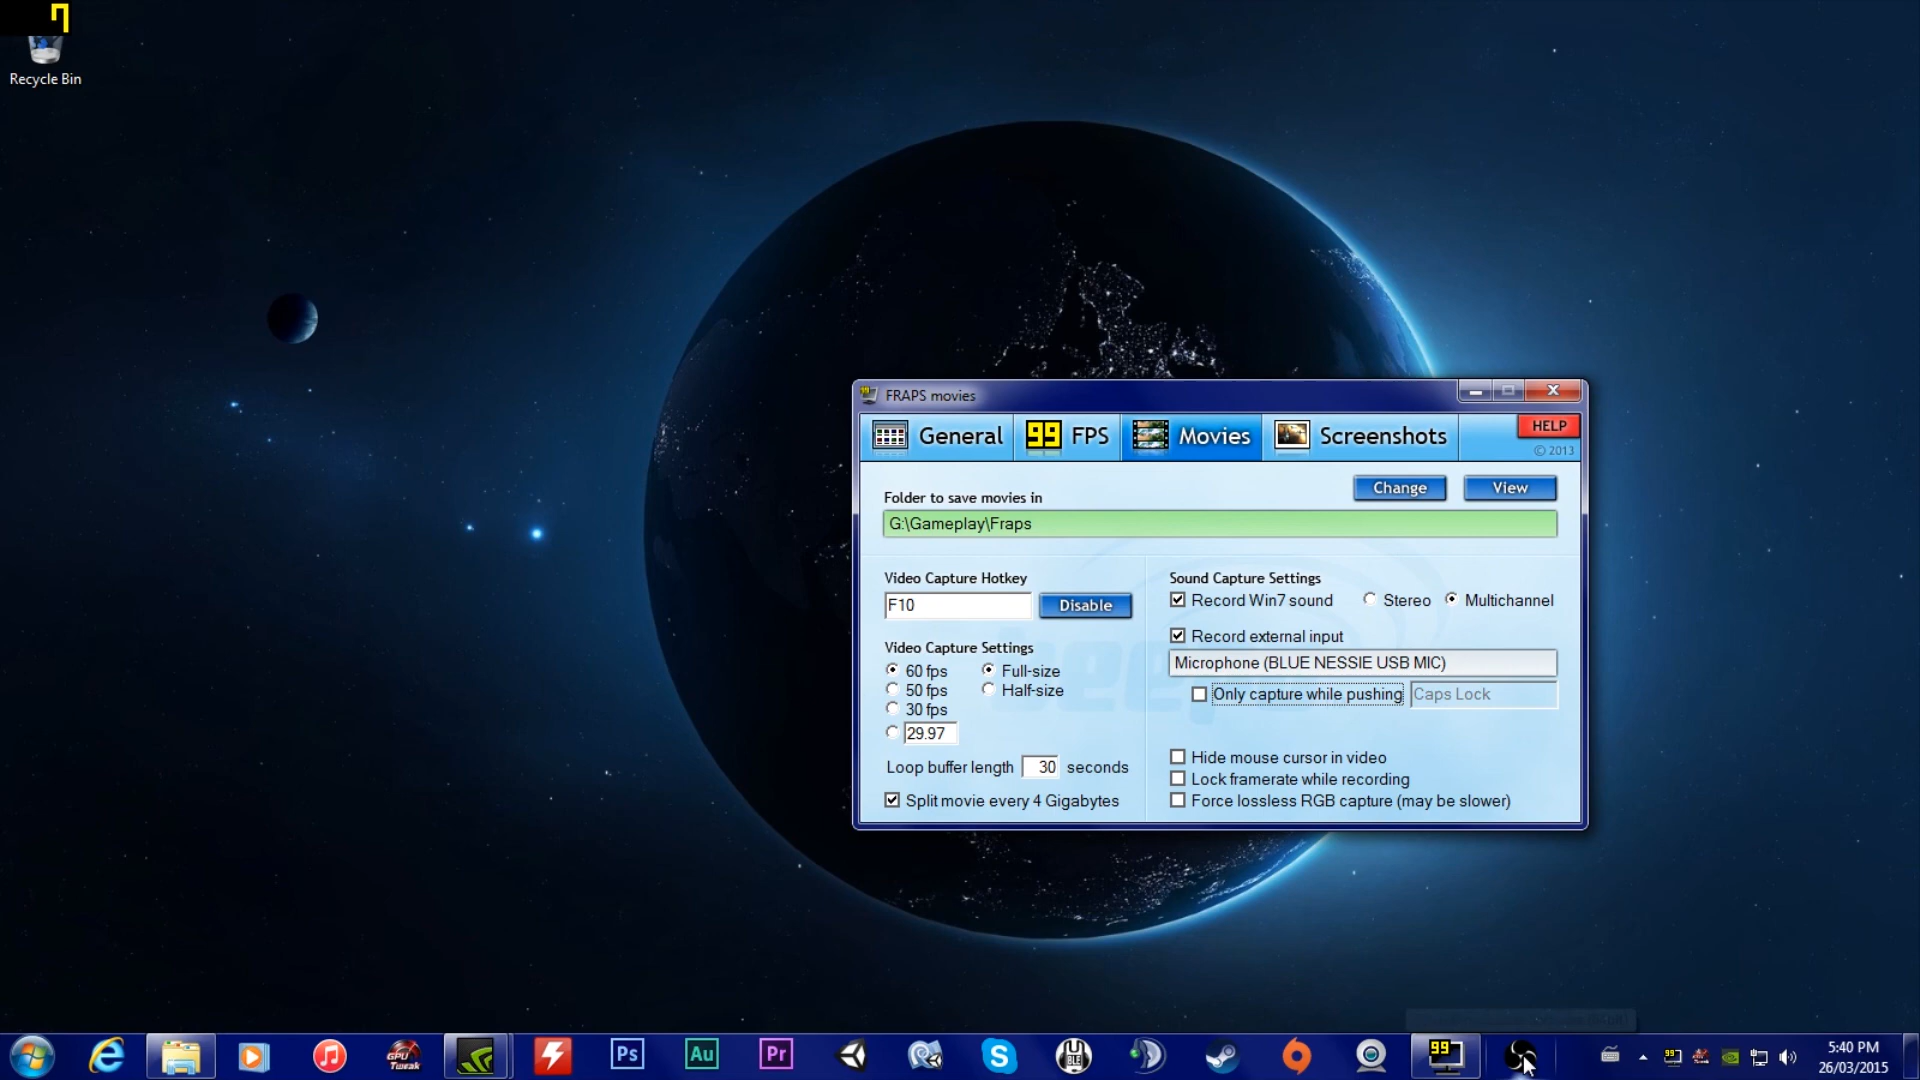 7
Recycle Bin
FRAPS movies
General
99 FPS
Movies
Screenshots
HELP
© 2013
Folder to save movies in
Change
View
G:\Gameplay\Fraps
Video Capture Hotkey
F10
Disable
Video Capture Settings
60 fps
Full-size
50 fps
Half-size
30 fps
29.97
Loop buffer length 30 seconds
Split movie every 4 Gigabytes
Sound Capture Settings
Record Win7 sound
Stereo
Multichannel
Record external input
Microphone (BLUE NESSIE USB MIC)
Only capture while pushing
Caps Lock
Hide mouse cursor in video
Lock framerate while recording
Force lossless RGB capture (may be slower)
GPU
Tweak
Ps
Au
Pr
BLE
99
99
5:40 PM
26/03/2015